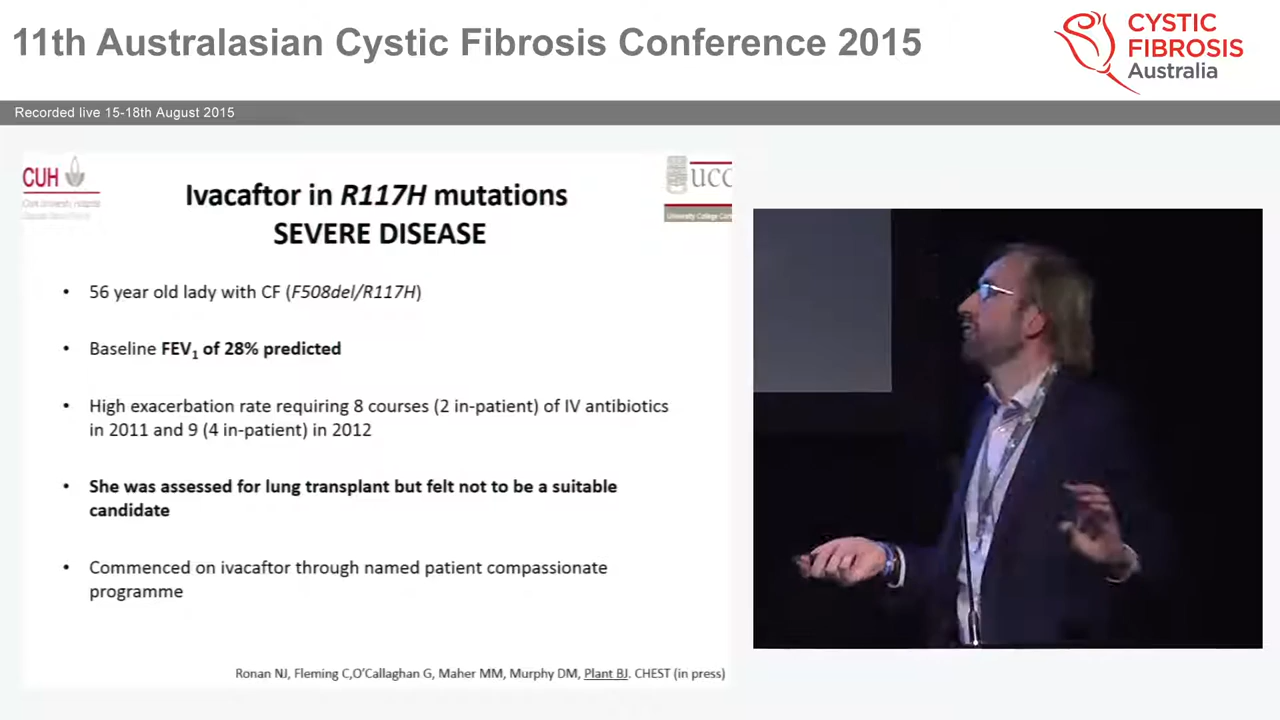 11th Australasian Cystic Fibrosis Conference 2015
CYSTIC
FIBROSIS
Australia
Recorded live 15-18th August 2015
CUH
Cork University Hospital
UCC
Ivacaftor in R117H mutations
SEVERE DISEASE
• 56 year old lady with CF (F508del/R117H)
• Baseline FEV1 of 28% predicted
• High exacerbation rate requiring 8 courses (2 in-patient) of IV antibiotics
in 2011 and 9 (4 in-patient) in 2012
• She was assessed for lung transplant but felt not to be a suitable
candidate
• Commenced on ivacaftor through named patient compassionate
programme
Ronan NJ, Fleming C,O'Callaghan G, Maher MM, Murphy DM, Plant BJ. CHEST (in press)